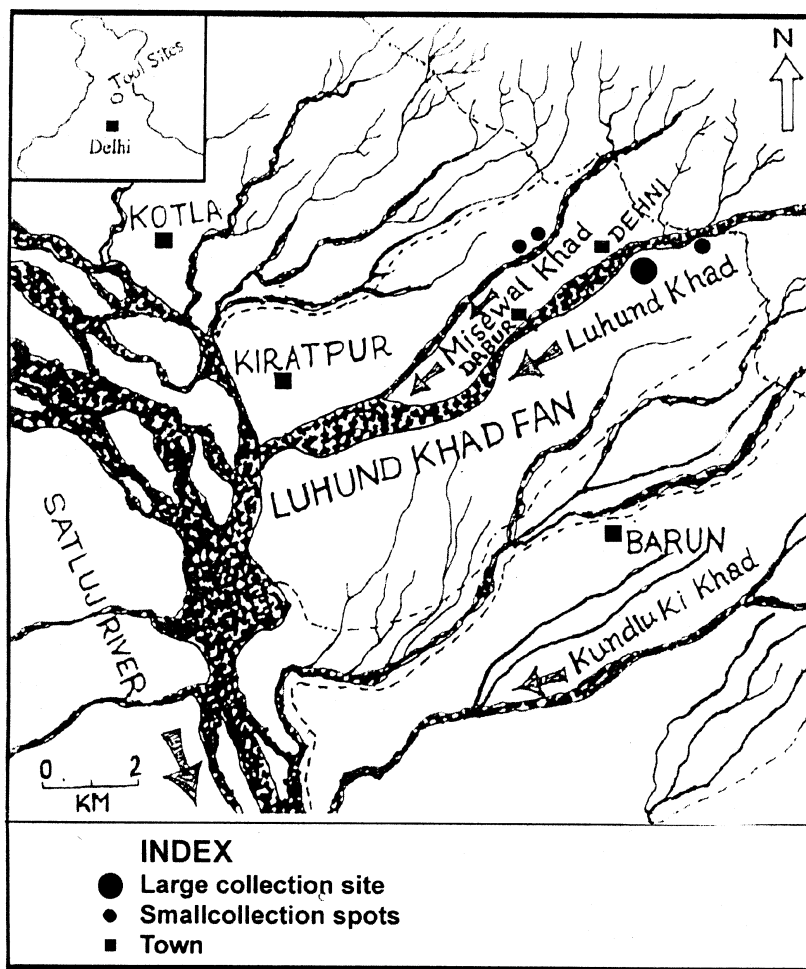 Tool Sites
Delhi
N
KOTLA
DEHNI
Misewal Khad
DABUR
Luhund Khad
KIRATPUR
LUHUND KHAD FAN
SATLUJ RIVER
BARUN
Kundlu Ki Khad
0 2
KM
INDEX
Large collection site
Smallcollection spots
Town